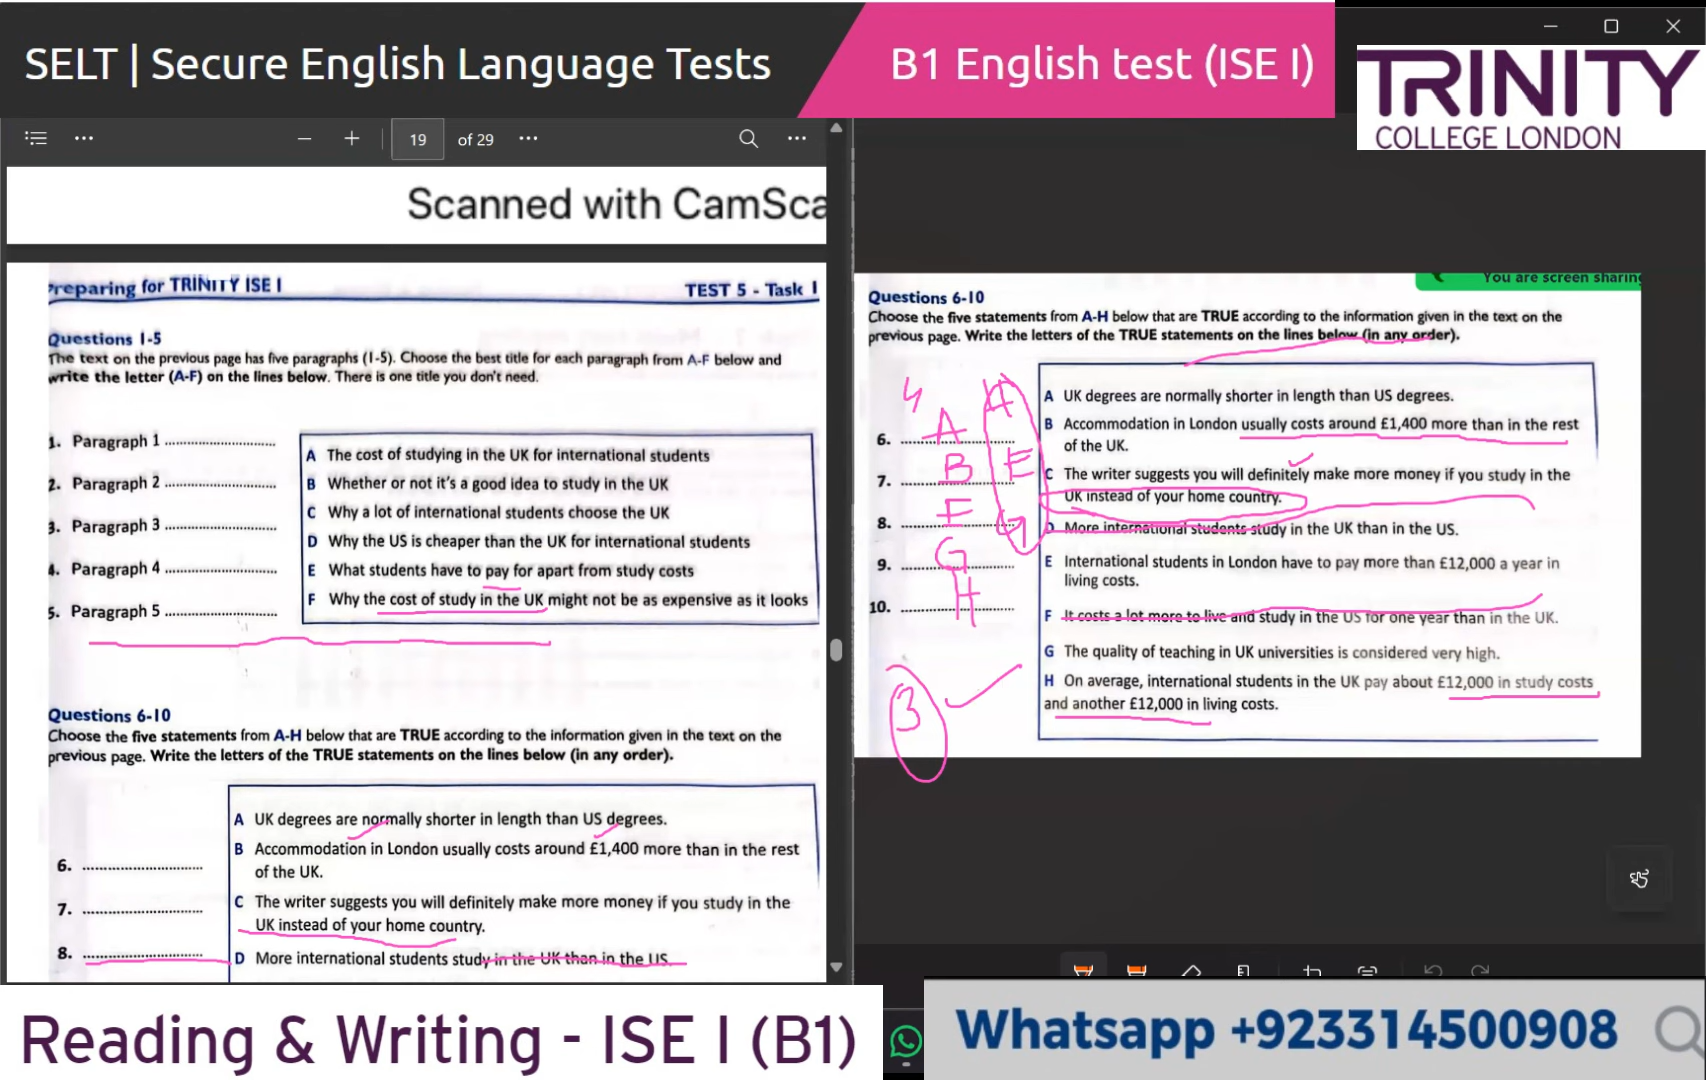 SELT | Secure English Language Tests
B1 English test (ISE I)
TRINITY
COLLEGE LONDON
19 of 29
Scanned with CamSca
Preparing for TRINITY ISE I
TEST 5 - Task 1
Questions 1-5
The text on the previous page has five paragraphs (1-5). Choose the best title for each paragraph from A-F below and
write the letter (A-F) on the lines below. There is one title you don't need.
1. Paragraph 1
2. Paragraph 2
3. Paragraph 3
4. Paragraph 4
5. Paragraph 5
A The cost of studying in the UK for international students
B Whether or not it's a good idea to study in the UK
C Why a lot of international students choose the UK
D Why the US is cheaper than the UK for international students
E What students have to pay for apart from study costs
F Why the cost of study in the UK might not be as expensive as it looks
Questions 6-10
Choose the five statements from A-H below that are TRUE according to the information given in the text on the
previous page. Write the letters of the TRUE statements on the lines below (in any order).
6.
7.
8.
A UK degrees are normally shorter in length than US degrees.
B Accommodation in London usually costs around £1,400 more than in the rest
of the UK.
C The writer suggests you will definitely make more money if you study in the
UK instead of your home country.
D More international students study in the UK than in the US.
You are screen sharing
Questions 6-10
Choose the five statements from A-H below that are TRUE according to the information given in the text on the
previous page. Write the letters of the TRUE statements on the lines below (in any order).
4
6. A
7. B E
8. G
9. G
10. H
3
A UK degrees are normally shorter in length than US degrees.
B Accommodation in London usually costs around £1,400 more than in the rest
of the UK.
C The writer suggests you will definitely make more money if you study in the
UK instead of your home country.
D More international students study in the UK than in the US.
E International students in London have to pay more than £12,000 a year in
living costs.
F It costs a lot more to live and study in the US for one year than in the UK.
G The quality of teaching in UK universities is considered very high.
H On average, international students in the UK pay about £12,000 in study costs
and another £12,000 in living costs.
Reading & Writing - ISE I (B1)
Whatsapp +923314500908